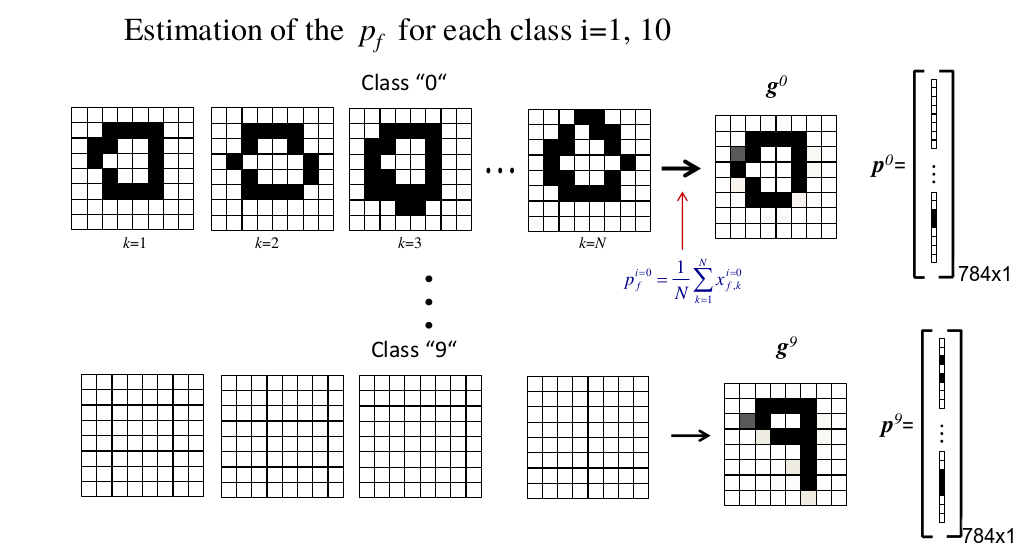 Estimation of the p_f for each class i=1, 10
Class “0“
g^0
p^0=
...
k=1
k=2
k=3
k=N
784x1
p_f^{i=0} = \frac{1}{N} \sum_{k=1}^{N} x_{f,k}^{i=0}
Class “9“
g^9
p^9=
784x1